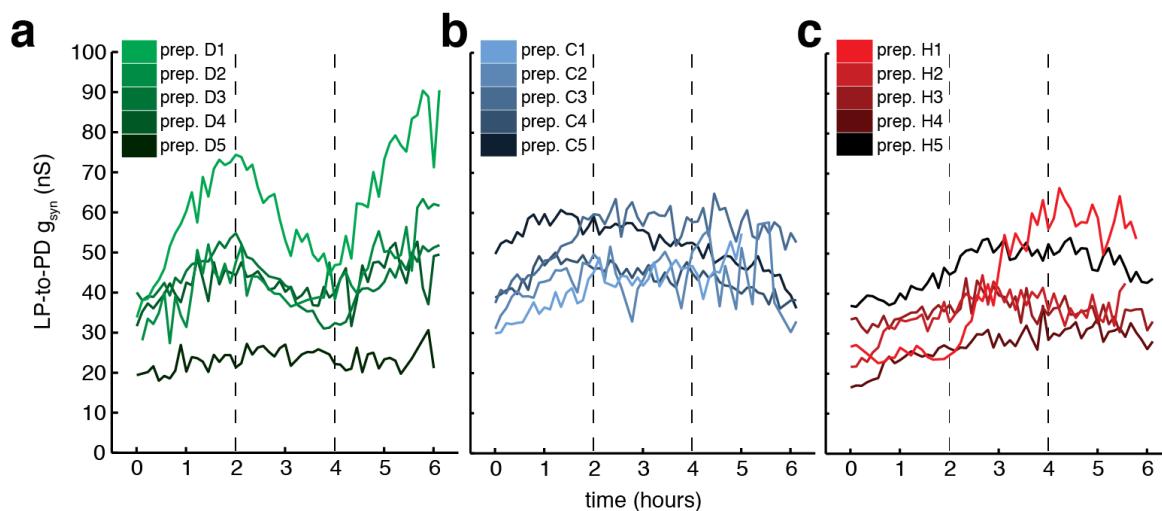 a
prep. D1
prep. D2
prep. D3
prep. D4
prep. D5
100
90
80
70
60
50
40
30
20
10
0
LP-to-PD gsyn (nS)
0 1 2 3 4 5 6
b
prep. C1
prep. C2
prep. C3
prep. C4
prep. C5
0 1 2 3 4 5 6
time (hours)
c
prep. H1
prep. H2
prep. H3
prep. H4
prep. H5
0 1 2 3 4 5 6